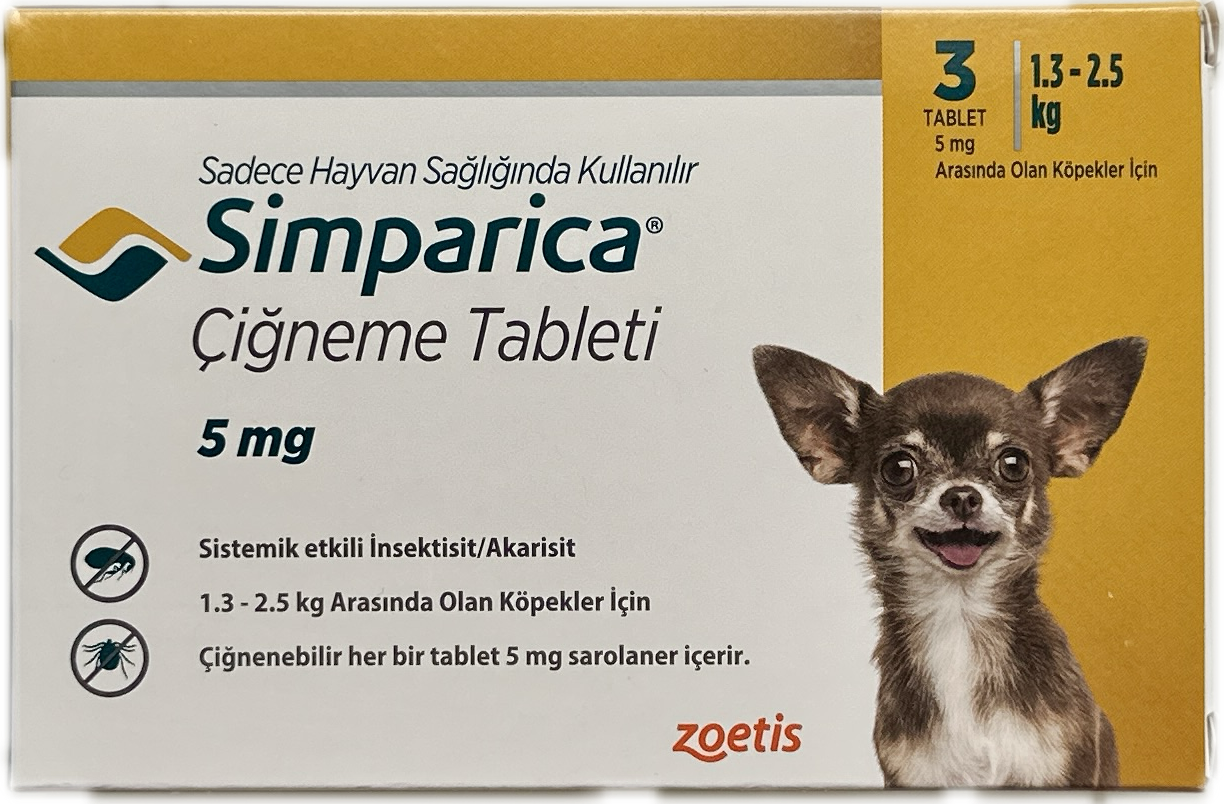 3
TABLET
5 mg
1.3 - 2.5
kg
Arasında Olan Köpekler İçin
Sadece Hayvan Sağlığında Kullanılır
Simparica®
Çiğneme Tableti
5 mg
Sistemik etkili İnsektisit/Akarisit
1.3 - 2.5 kg Arasında Olan Köpekler İçin
Çiğnenebilir her bir tablet 5 mg sarolaner içerir.
zoetis